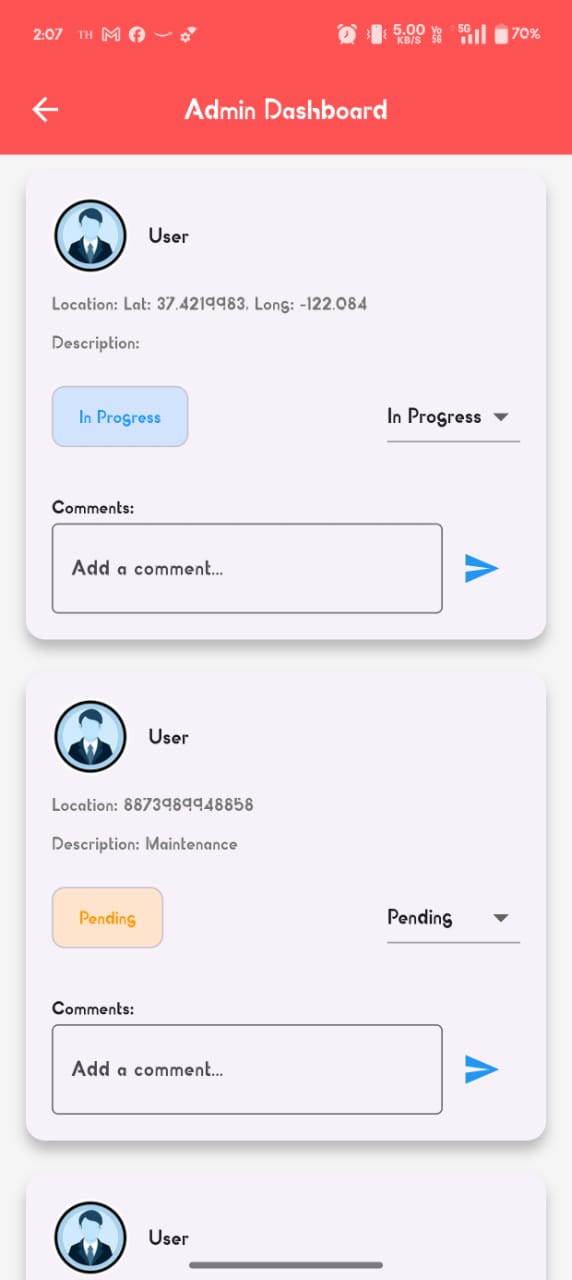 2:07 TH 5.00 KB/S Vo 5G 5G 70%
Admin Dashboard
User
Location: Lat: 37.4219983. Long: -122.084
Description:
In Progress In Progress
Comments:
Add a comment...
User
Location: 8873989948858
Description: Maintenance
Pending Pending
Comments:
Add a comment...
User